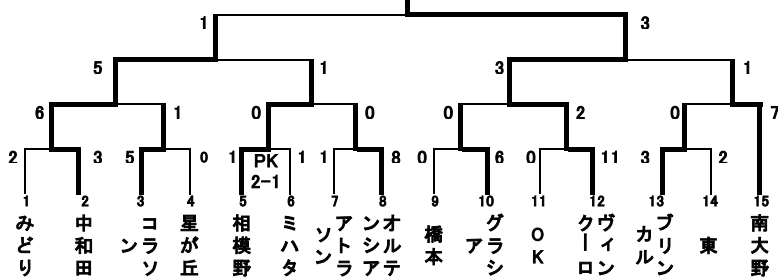 1 3
5 1 3 1
6 1 0 0 0 2 0 7
2 3 5 0 1 PK 2-1 1 1 8 0 6 0 11 3 2
1 2 3 4 5 6 7 8 9 10 11 12 13 14 15
みどり
中和田
コラソン
星が丘
相模野
ミハタ
アトラソン
オルテンシア
橋本
グラシア
OK
ヴィンクーロ
ブリンカル
東
南大野